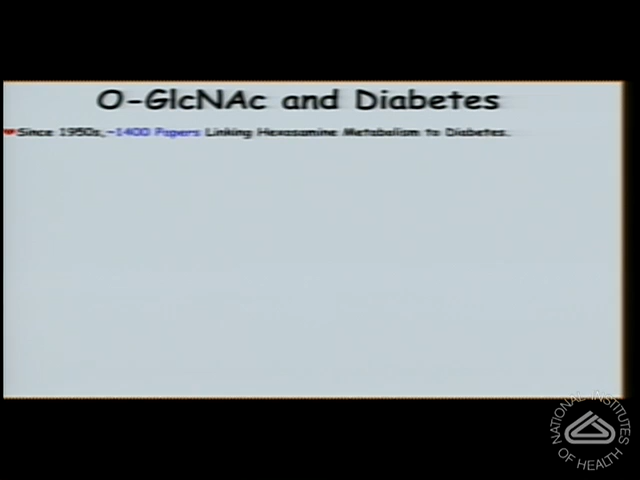 O-GlcNAc and Diabetes
Since 1950s, ~1400 Papers Linking Hexosamine Metabolism to Diabetes.
NATIONAL INSTITUTES
OF HEALTH